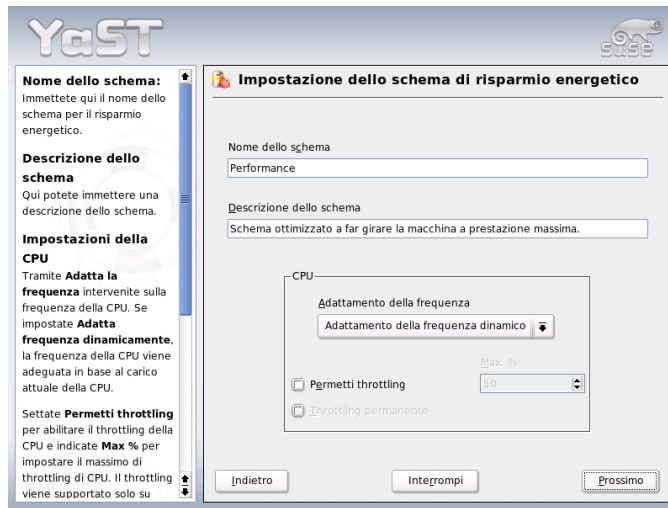 YaST
SUSE
Nome dello schema:
Immettete qui il nome dello
schema per il risparmio
energetico.
Descrizione dello
schema
Qui potete immettere una
descrizione dello schema.
Impostazioni della
CPU
Tramite Adatta la
frequenza intervenite sulla
frequenza della CPU. Se
impostate Adatta
frequenza dinamicamente,
la frequenza della CPU viene
adeguata in base al carico
attuale della CPU.
Settate Permetti throttling
per abilitare il throttling della
CPU e indicate Max % per
impostare il massimo di
throttling di CPU. Il throttling
viene supportato solo su
Impostazione dello schema di risparmio energetico
Nome dello schema
Performance
Descrizione dello schema
Schema ottimizzato a far girare la macchina a prestazione massima.
CPU
Adattamento della frequenza
Adattamento della frequenza dinamico
Max. %
Permetti throttling
50
Throttling permanente
Indietro
Interrompi
Prossimo